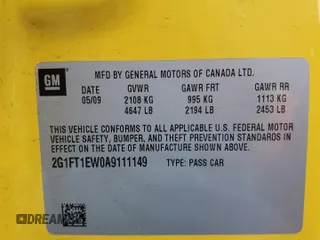 GM
MFD BY GENERAL MOTORS OF CANADA LTD.
DATE GVWR GAWR FRT GAWR RR
05/09 2108 KG 995 KG 1113 KG
4647 LB 2194 LB 2453 LB
THIS VEHICLE CONFORMS TO ALL APPLICABLE U.S. FEDERAL MOTOR
VEHICLE SAFETY, BUMPER, AND THEFT PREVENTION STANDARDS IN
EFFECT ON THE DATE OF MANUFACTURE SHOWN ABOVE.
2G1FT1EW0A9111149 TYPE: PASS CAR
DREAM